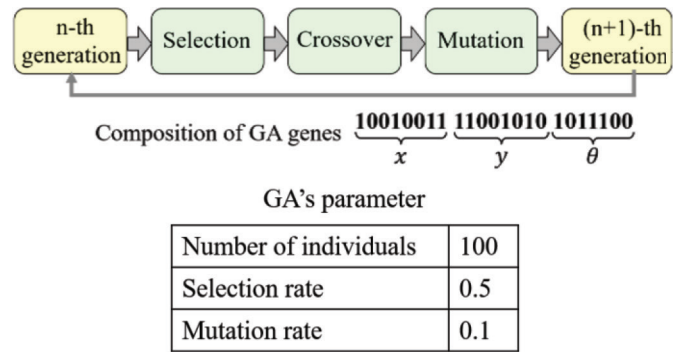 n-th
generation
Selection
Crossover
Mutation
(n+1)-th
generation
Composition of GA genes 10010011 11001010 1011100
x y θ
GA's parameter
Number of individuals 100
Selection rate 0.5
Mutation rate 0.1